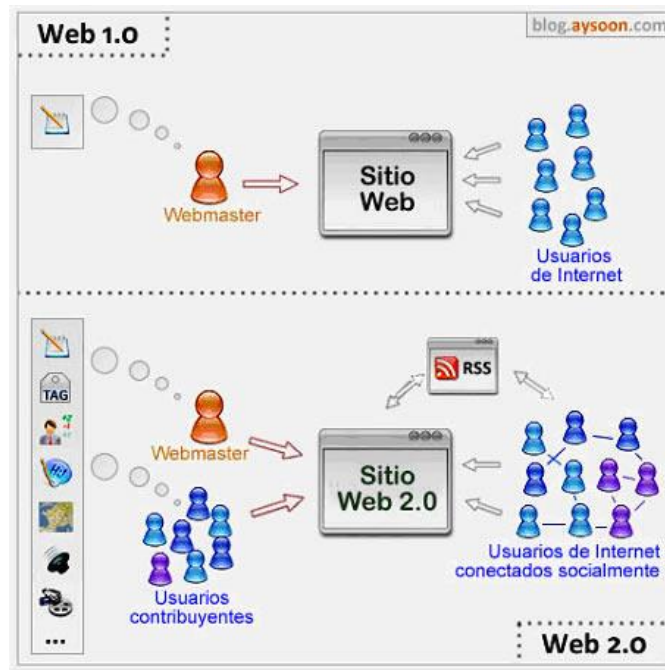 Web 1.0
blog.aysoon.com
Sitio
Web
Webmaster
Usuarios
de Internet
RSS
TAG
Webmaster
Sitio
Web 2.0
Usuarios
contribuyentes
Usuarios de Internet
conectados socialmente
...
Web 2.0